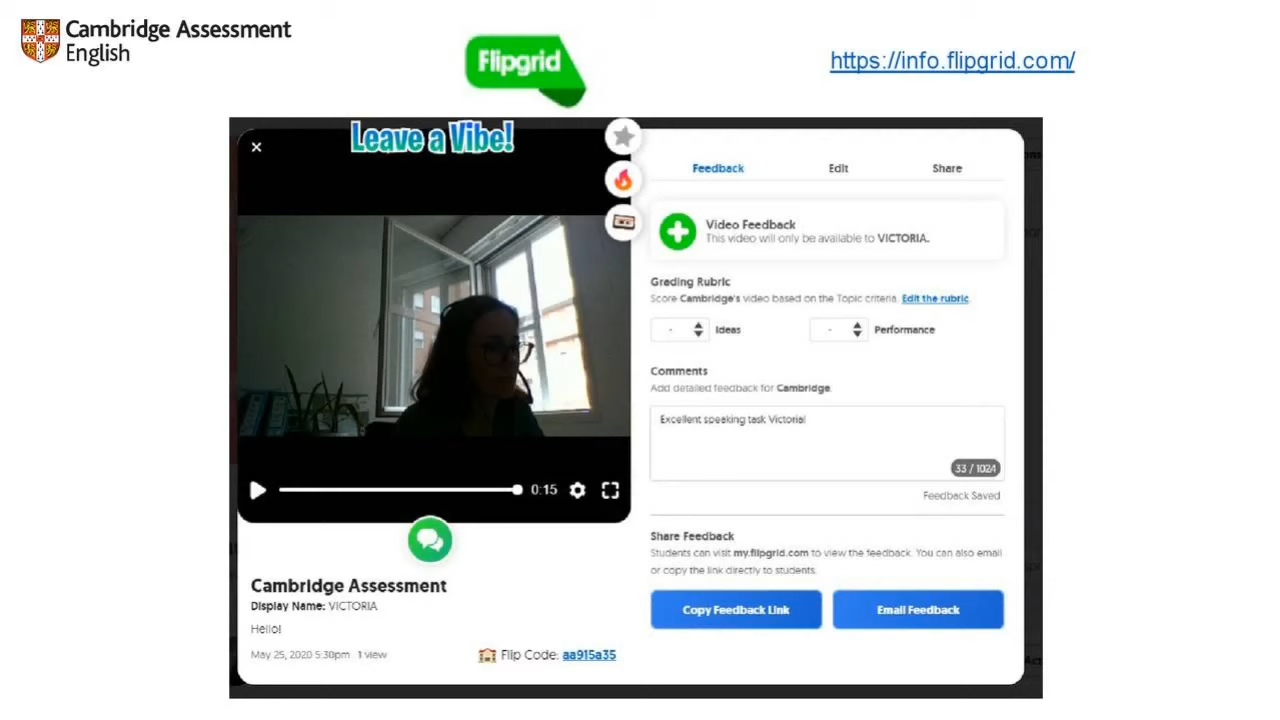 Cambridge Assessment
English
Flipgrid
https://info.flipgrid.com/
Leave a Vibe!
Feedback
Edit
Share
Video Feedback
This video will only be available to VICTORIA.
Grading Rubric
Score Cambridge's video based on the Topic criteria. Edit the rubric
- Ideas
- Performance
Comments
Add detailed feedback for Cambridge.
Excellent speaking task Victoria!
33 / 1024
Feedback Saved
0:15
Share Feedback
Students can visit my.flipgrid.com to view the feedback. You can also email
or copy the link directly to students.
Copy Feedback Link
Email Feedback
Cambridge Assessment
Display Name: VICTORIA
Hello!
May 25, 2020 5:30pm 1 view
Flip Code: aa915a35